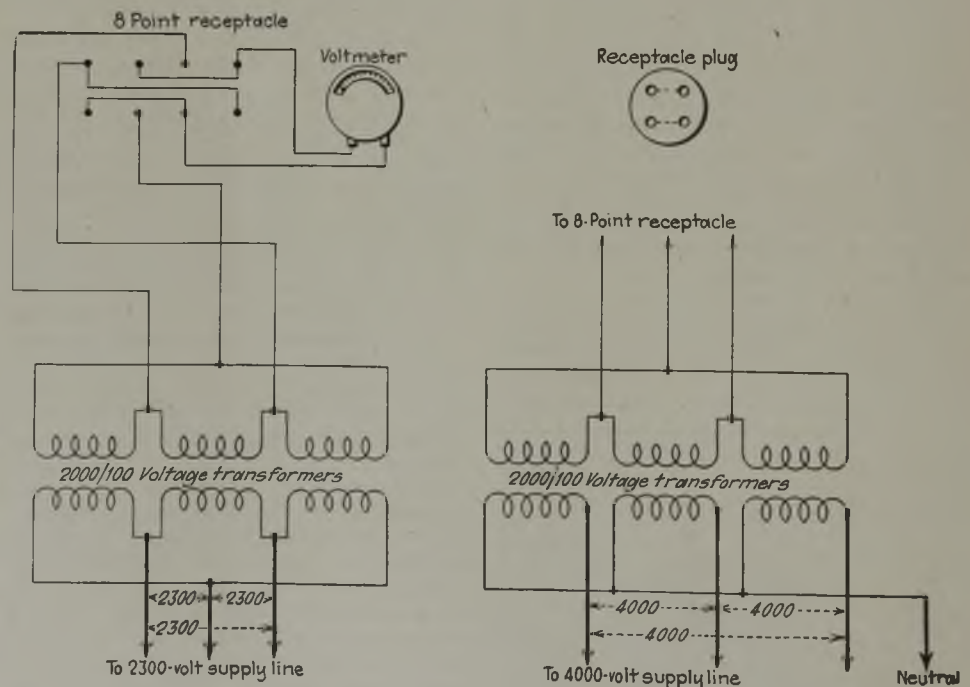 8 Point receptacle
Voltmeter
Receptacle plug
To 8-Point receptacle
2000/100 Voltage transformers
2300 2300
2300
To 2300-volt supply line
2000/100 Voltage transformers
4000 4000
4000
To 4000-volt supply line
Neutral